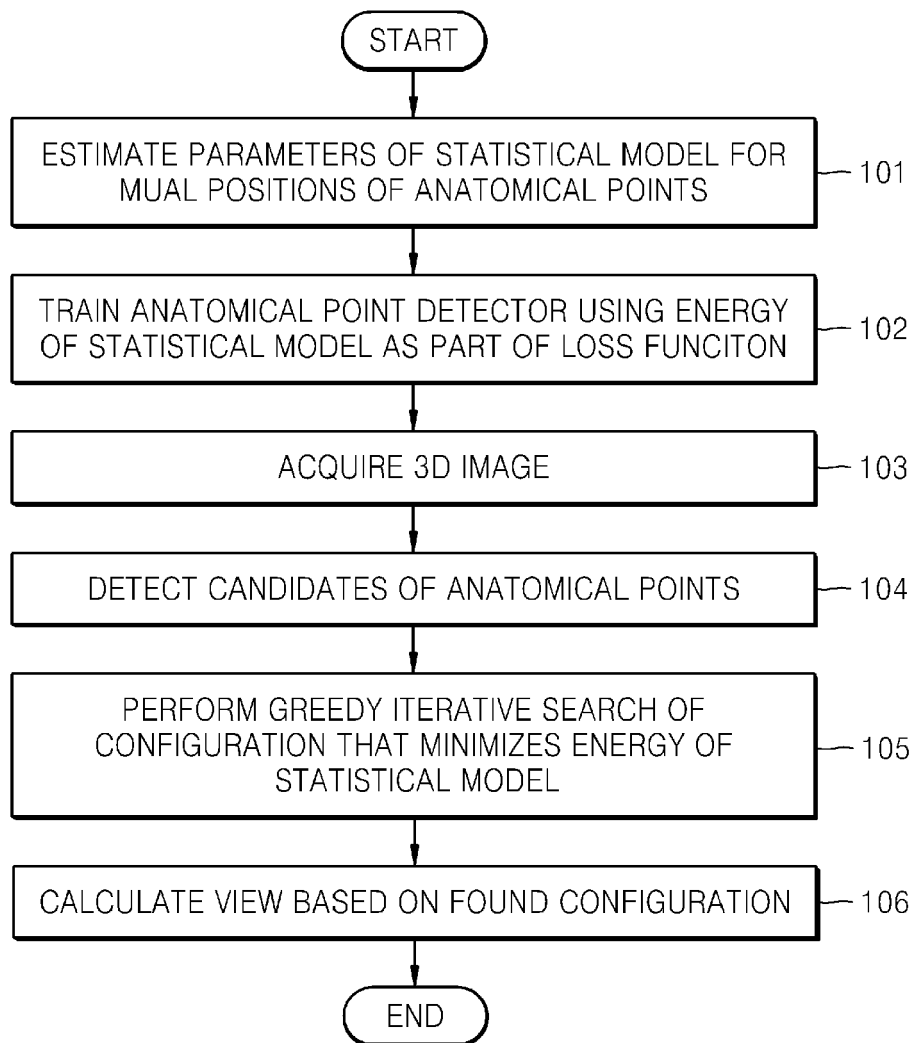 START
ESTIMATE PARAMETERS OF STATISTICAL MODEL FOR
MUAL POSITIONS OF ANATOMICAL POINTS
101
TRAIN ANATOMICAL POINT DETECTOR USING ENERGY
OF STATISTICAL MODEL AS PART OF LOSS FUNCITON
102
ACQUIRE 3D IMAGE
103
DETECT CANDIDATES OF ANATOMICAL POINTS
104
PERFORM GREEDY ITERATIVE SEARCH OF
CONFIGURATION THAT MINIMIZES ENERGY OF
STATISTICAL MODEL
105
CALCULATE VIEW BASED ON FOUND CONFIGURATION
106
END